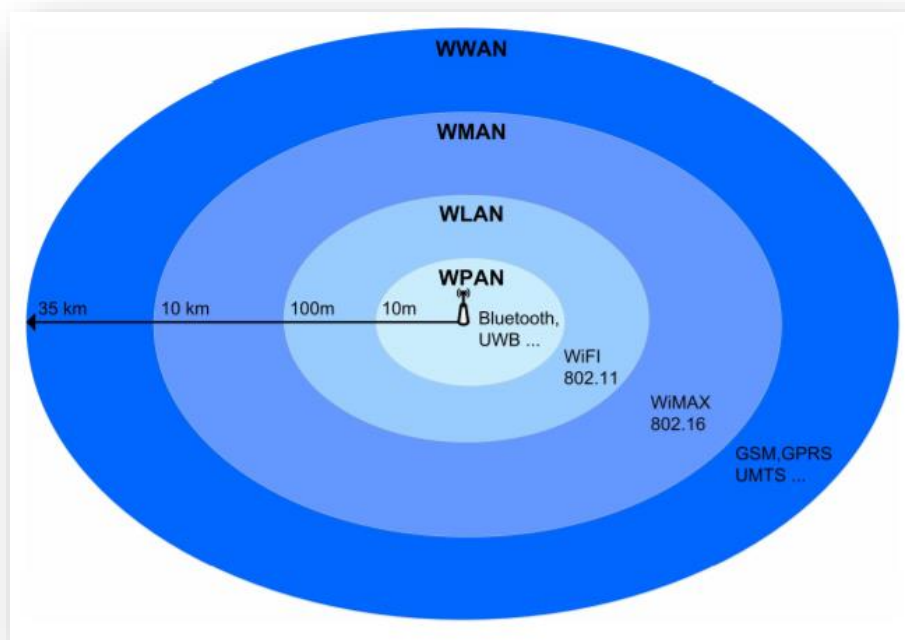 WWAN
WMAN
WLAN
WPAN
35 km
10 km
100m
10m
Bluetooth,
UWB ...
WiFI
802.11
WiMAX
802.16
GSM,GPRS
UMTS ...